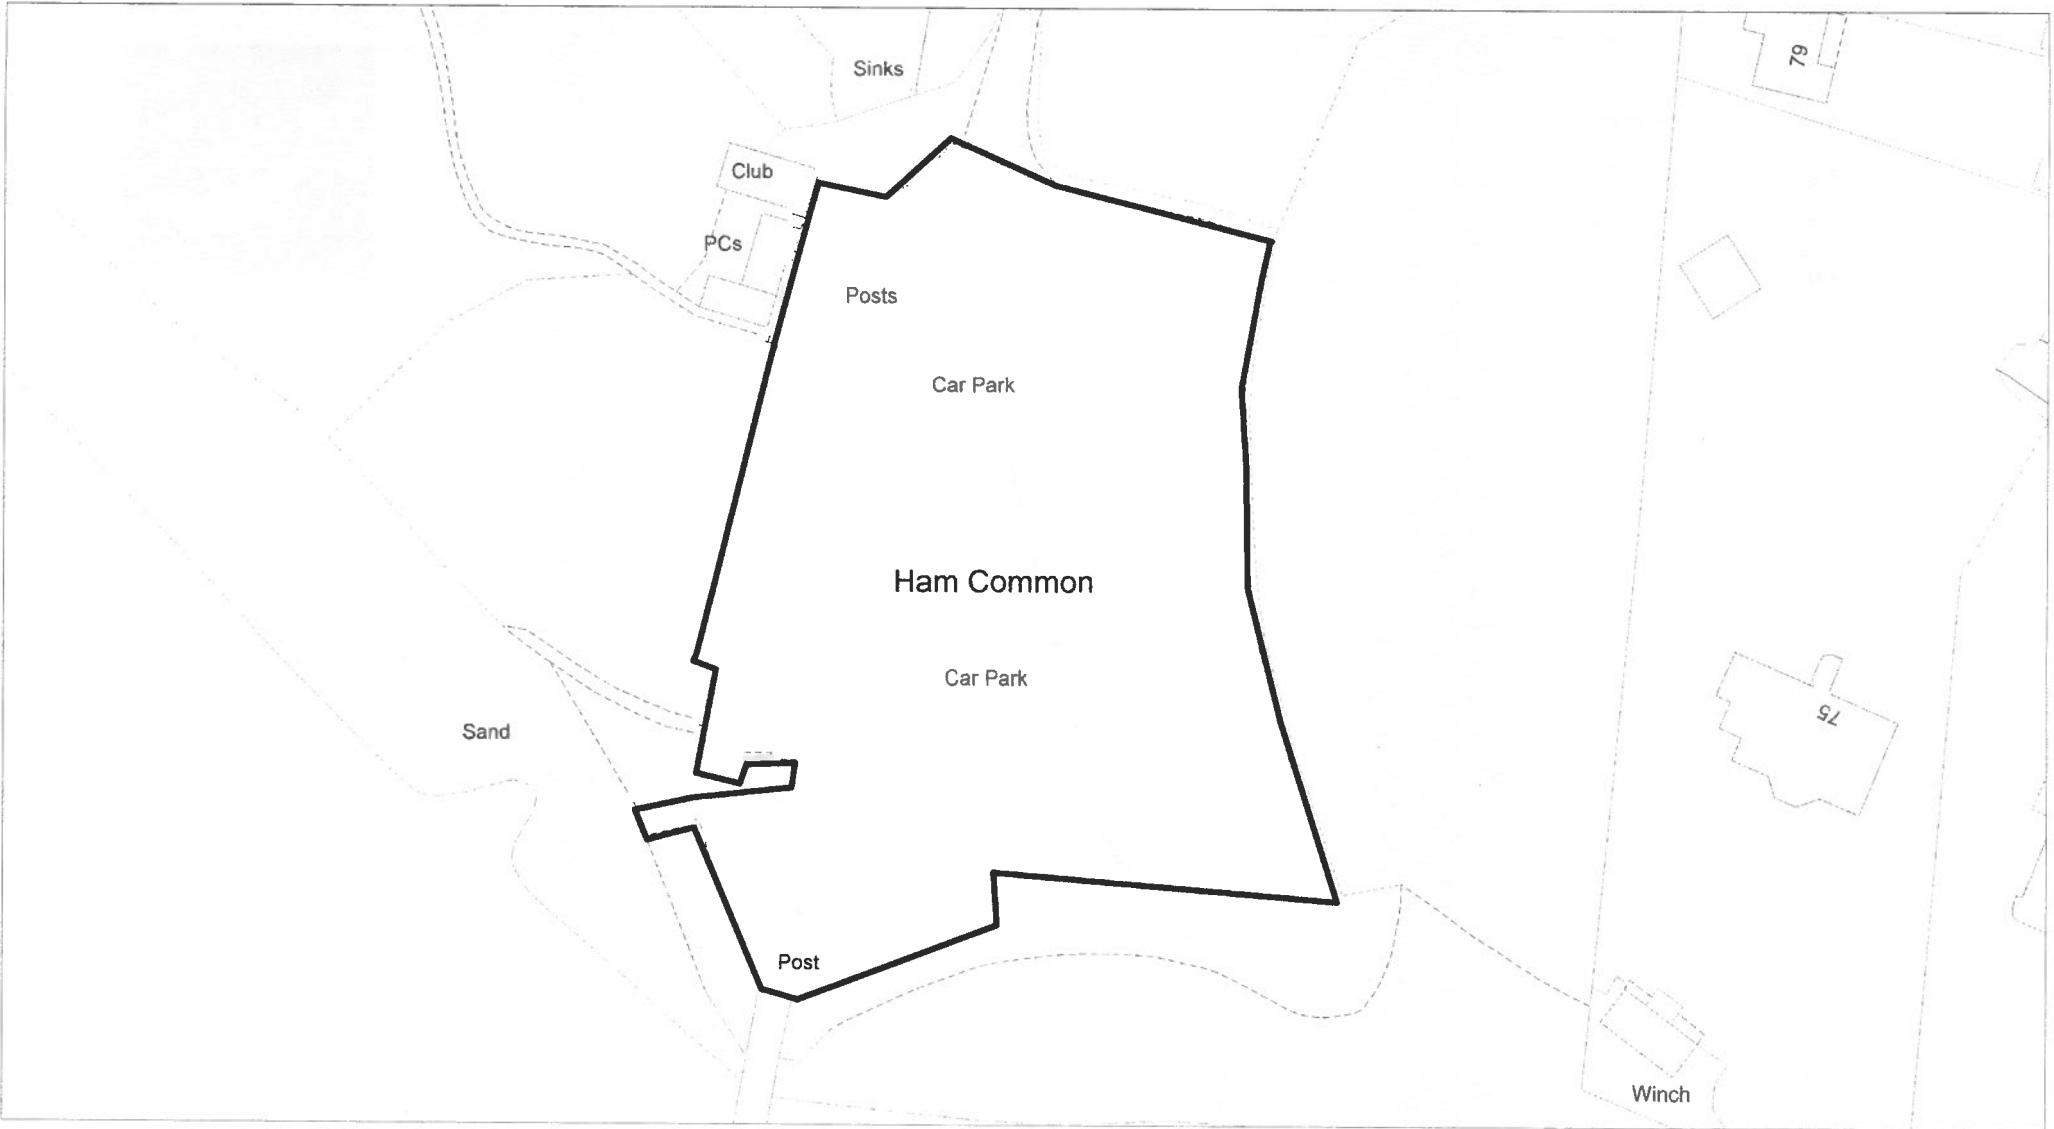 79
Sinks
Club
PCs
Posts
Car Park
Ham Common
Car Park
75
Sand
Post
Winch